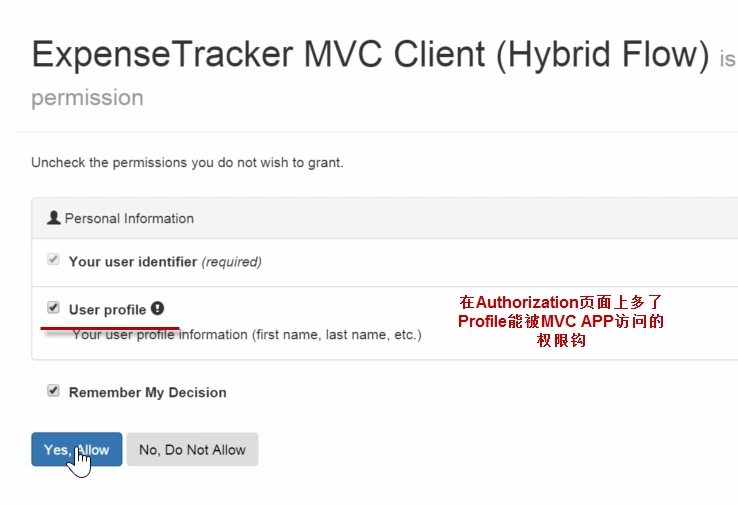 ExpenseTracker MVC Client (Hybrid Flow) is
permission
Uncheck the permissions you do not wish to grant.
Personal Information
Your user identifier (required)
User profile
Your user profile information (first name, last name, etc.)
在Authorization页面上多了
Profile能被MVC APP访问的
权限钩
Remember My Decision
Yes, Allow
No, Do Not Allow